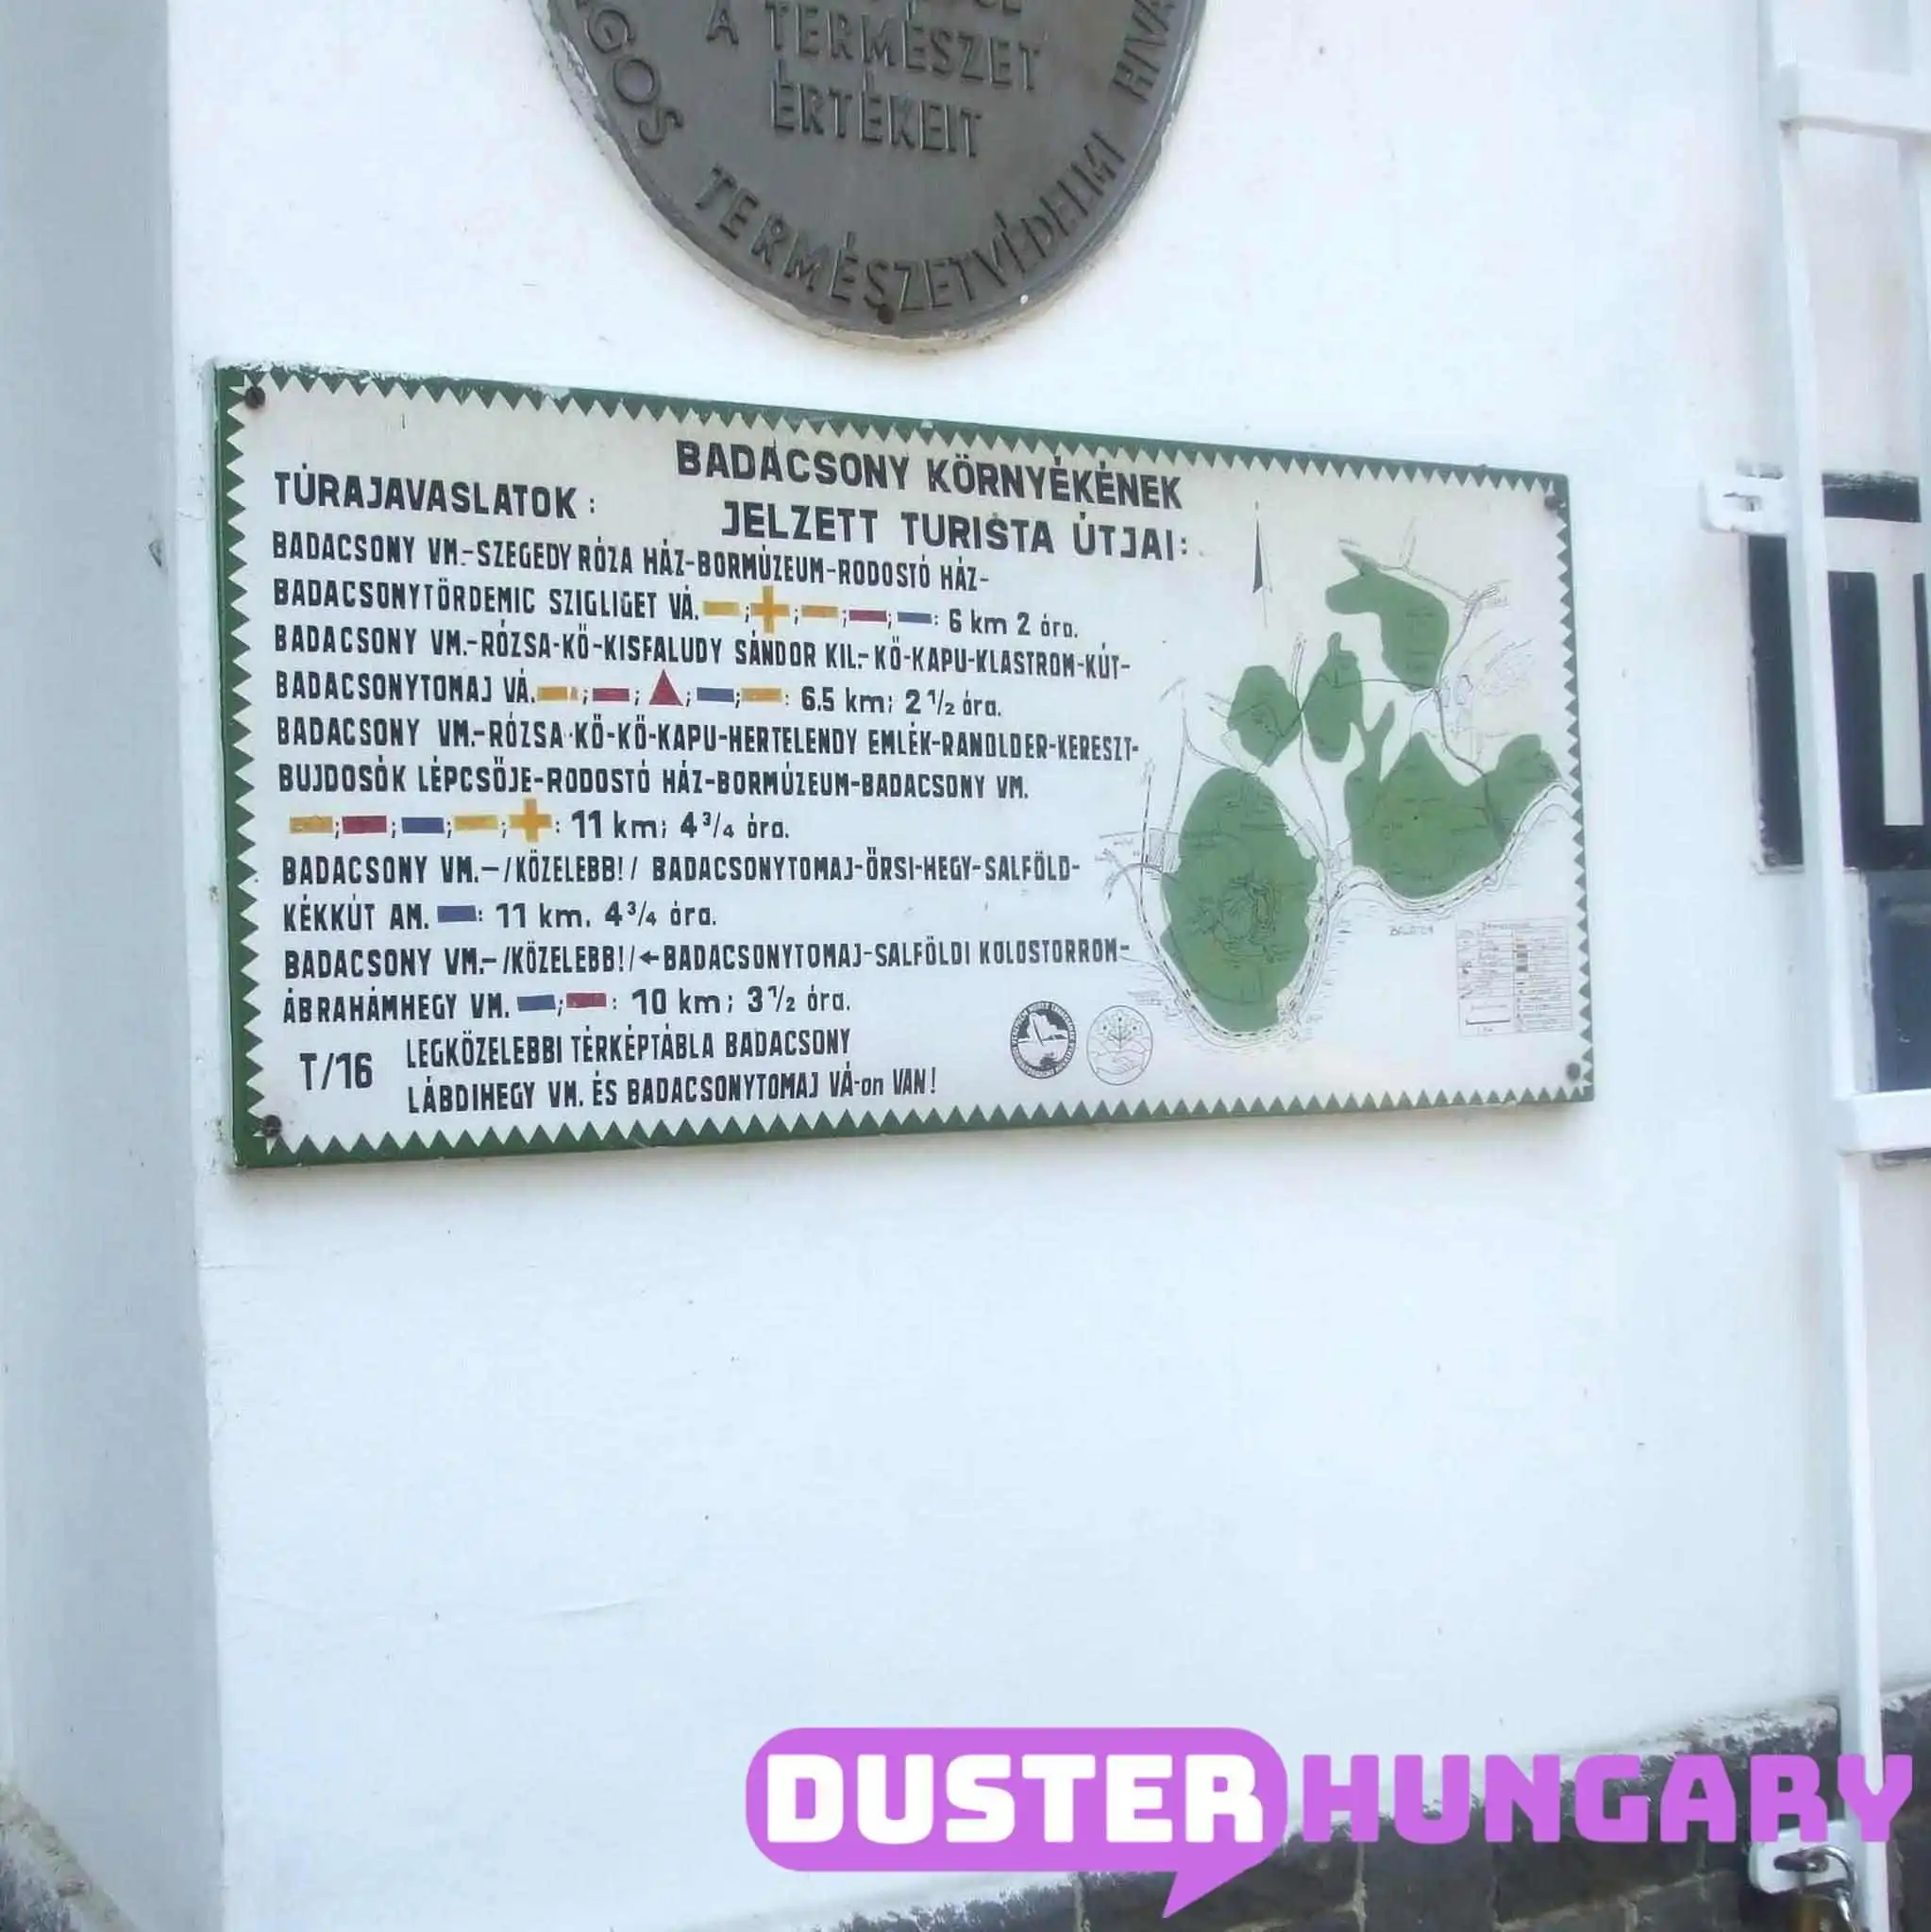 A TERMÉSZET
ÉRTÉKEIT
TERMÉSZETVÉDELMI
BADACSONY KÖRNYÉKÉNEK
JELZETT TURISTA ÚTJAI:
TÚRAJAVASLATOK:
BADACSONY VM.-SZEGEDY RÓZA HÁZ-BORMÚZEUM-RODOSTÓ HÁZ-
BADACSONYTÖRDEMIC SZIGLIGET VÁ. ; ; ; ; : 6 km 2 óra.
BADACSONY VM.-RÓZSA-KŐ-KISFALUDY SÁNDOR KIL.-KŐ-KAPU-KLASTROM-KÚT-
BADACSONYTOMAJ VÁ. ; ; ; ; : 6.5 km; 2 1/2 óra.
BADACSONY VM.-RÓZSA-KŐ-KŐ-KAPU-HERTELENDY EMLÉK-RANOLDER-KERESZT-
BUJDOSÓK LÉPCSŐJE-RODOSTÓ HÁZ-BORMÚZEUM-BADACSONY VM.
; ; ; ; : 11 km; 4 3/4 óra.
BADACSONY VM.-/KÖZELEBB!/ BADACSONYTOMAJ-ŐRSI-HEGY-SALFÖLD-
KÉKKÚT AM. : 11 km. 4 3/4 óra.
BADACSONY VM.-/KÖZELEBB!/←BADACSONYTOMAJ-SALFÖLDI KOLOSTORROM-
ÁBRAHÁMHEGY VM. ; : 10 km; 3 1/2 óra.
T/16 LEGKÖZELEBBI TÉRKÉPTÁBLA BADACSONY
LÁBDIHEGY VM. ÉS BADACSONYTOMAJ VÁ-on VAN!
DUSTER HUNGARY